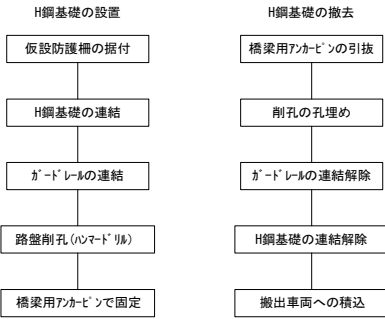 H鋼基礎の設置
仮設防護柵の据付
H鋼基礎の連結
ｶﾞｰﾄﾞﾚｰﾙの連結
路盤削孔(ﾊﾝﾏｰﾄﾞﾘﾙ)
橋梁用ｱﾝｶｰﾋﾟﾝで固定
H鋼基礎の撤去
橋梁用ｱﾝｶｰﾋﾟﾝの引抜
削孔の孔埋め
ｶﾞｰﾄﾞﾚｰﾙの連結解除
H鋼基礎の連結解除
搬出車両への積込